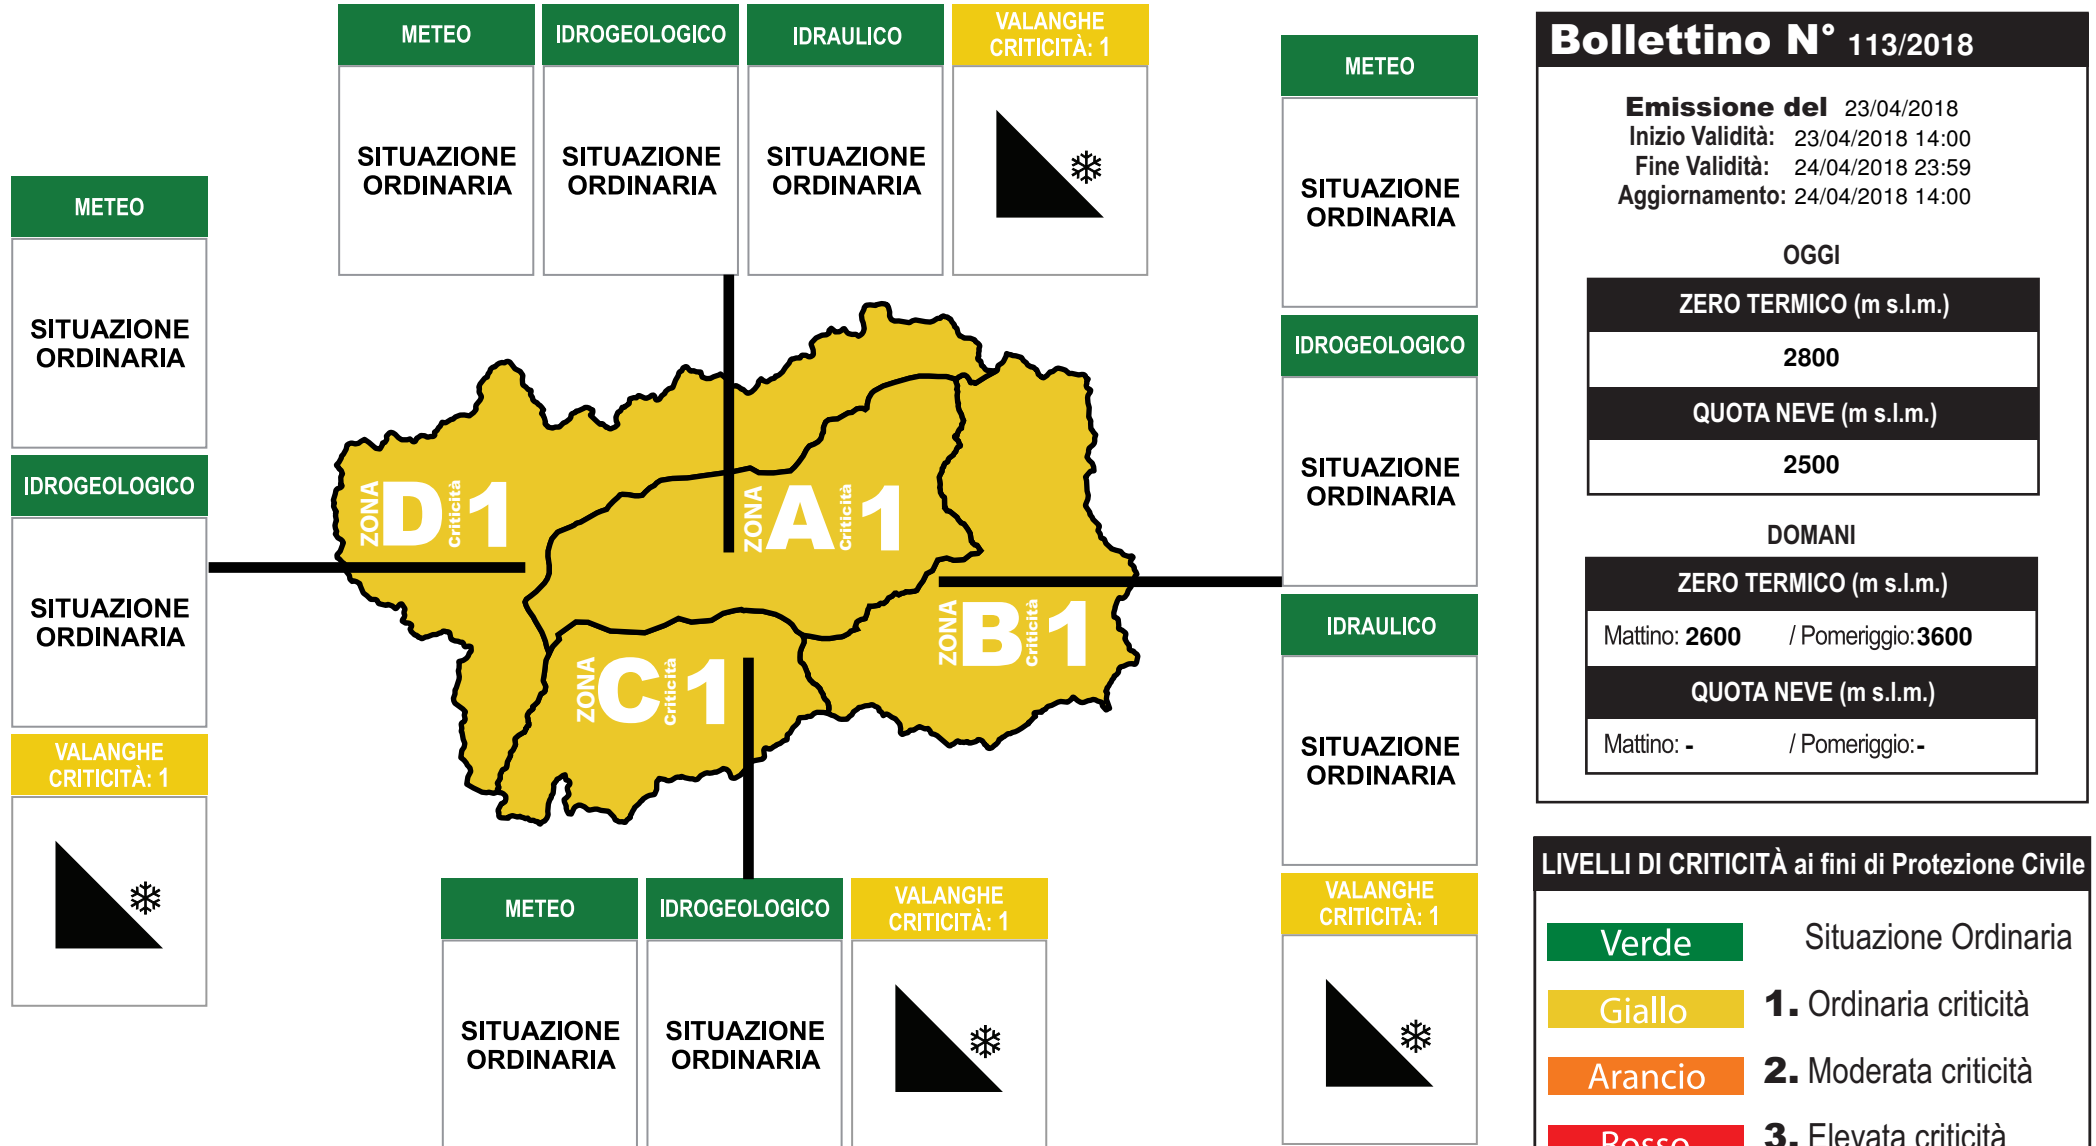 METEO
SITUAZIONE
ORDINARIA
IDROGEOLOGICO
SITUAZIONE
ORDINARIA
IDRAULICO
SITUAZIONE
ORDINARIA
VALANGHE
CRITICITÀ: 1
METEO
SITUAZIONE
ORDINARIA
IDROGEOLOGICO
SITUAZIONE
ORDINARIA
VALANGHE
CRITICITÀ: 1
ZONA D Criticità 1
ZONA A Criticità 1
ZONA B Criticità 1
ZONA C Criticità 1
METEO
SITUAZIONE
ORDINARIA
IDROGEOLOGICO
SITUAZIONE
ORDINARIA
VALANGHE
CRITICITÀ: 1
METEO
SITUAZIONE
ORDINARIA
IDROGEOLOGICO
SITUAZIONE
ORDINARIA
IDRAULICO
SITUAZIONE
ORDINARIA
VALANGHE
CRITICITÀ: 1
Bollettino N° 113/2018
Emissione del 23/04/2018
Inizio Validità: 23/04/2018 14:00
Fine Validità: 24/04/2018 23:59
Aggiornamento: 24/04/2018 14:00
OGGI
ZERO TERMICO (m s.l.m.)
2800
QUOTA NEVE (m s.l.m.)
2500
DOMANI
ZERO TERMICO (m s.l.m.)
Mattino: 2600 / Pomeriggio: 3600
QUOTA NEVE (m s.l.m.)
Mattino: - / Pomeriggio: -
LIVELLI DI CRITICITÀ ai fini di Protezione Civile
Verde Situazione Ordinaria
Giallo 1. Ordinaria criticità
Arancio 2. Moderata criticità
Rosso 3. Elevata criticità